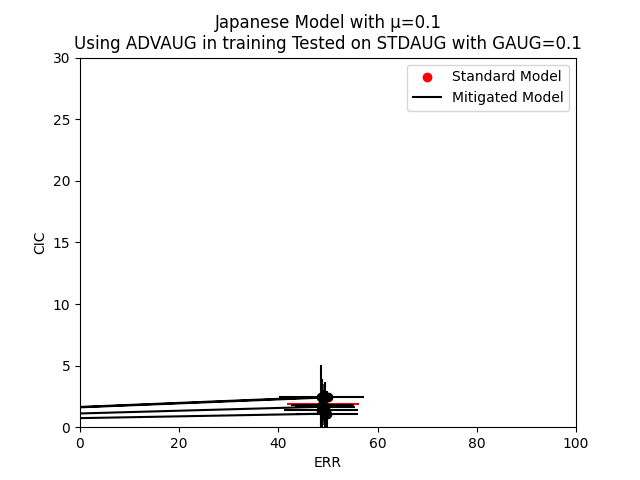 Japanese Model with μ=0.1
Using ADVAUG in training Tested on STDAUG with GAUG=0.1
Standard Model
Mitigated Model
30
25
20
15
10
5
0
CIC
0 20 40 60 80 100
ERR